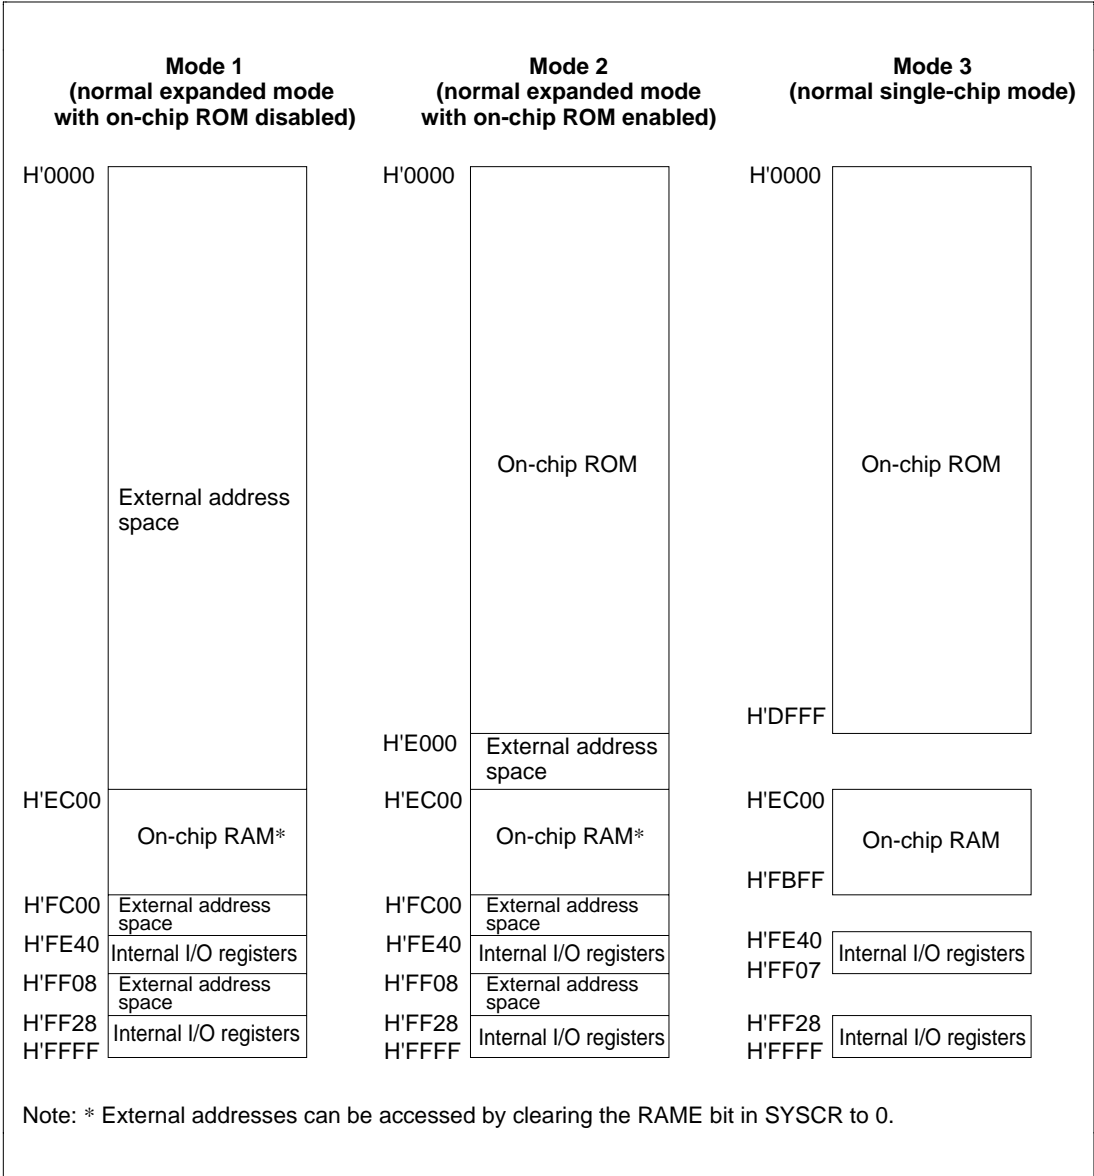 Mode 1
(normal expanded mode
with on-chip ROM disabled)
H'0000
External address
space
H'EC00
On-chip RAM*
H'FC00
External address
space
H'FE40
Internal I/O registers
H'FF08
External address
space
H'FF28
Internal I/O registers
H'FFFF
Mode 2
(normal expanded mode
with on-chip ROM enabled)
H'0000
On-chip ROM
H'E000
External address
space
H'EC00
On-chip RAM*
H'FC00
External address
space
H'FE40
Internal I/O registers
H'FF08
External address
space
H'FF28
Internal I/O registers
H'FFFF
Mode 3
(normal single-chip mode)
H'0000
On-chip ROM
H'DFFF
H'EC00
On-chip RAM
H'FBFF
H'FE40
Internal I/O registers
H'FF07
H'FF28
Internal I/O registers
H'FFFF
Note: * External addresses can be accessed by clearing the RAME bit in SYSCR to 0.